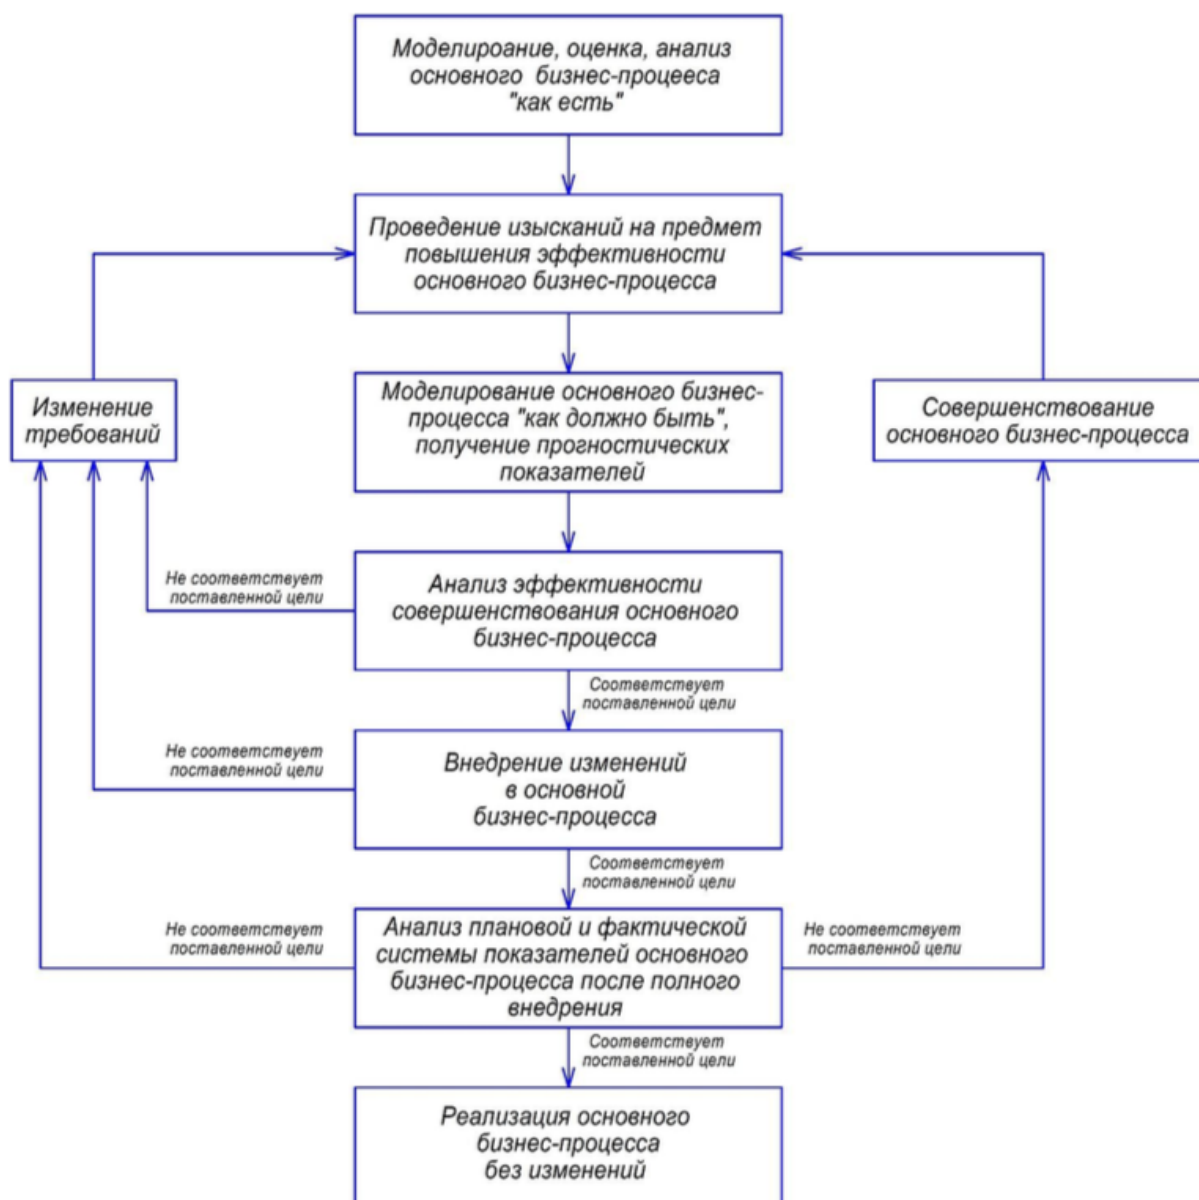 Моделироание, оценка, анализ
основного бизнес-процееса
"как есть"
Проведение изысканий на предмет
повышения эффективности
основного бизнес-процесса
Моделирование основного бизнес-
процесса "как должно быть",
получение прогностических
показателей
Изменение
требований
Совершенствование
основного бизнес-процесса
Не соответствует
поставленной цели
Анализ эффективности
совершенствования основного
бизнес-процесса
Соответствует
поставленной цели
Не соответствует
поставленной цели
Внедрение изменений
в основной
бизнес-процесса
Соответствует
поставленной цели
Не соответствует
поставленной цели
Анализ плановой и фактической
системы показателей основного
бизнес-процесса после полного
внедрения
Не соответствует
поставленной цели
Соответствует
поставленной цели
Реализация основного
бизнес-процесса
без изменений